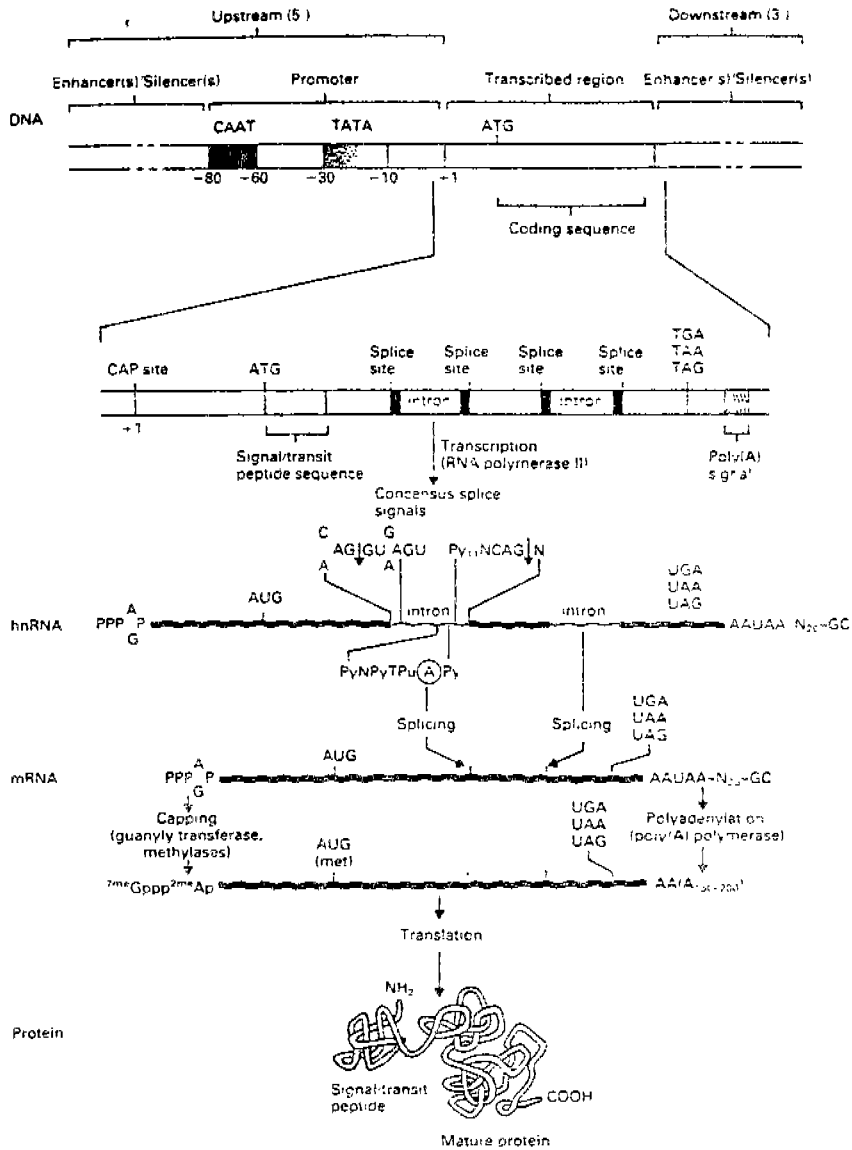 Upstream (5') Downstream (3')
Enhancer(s)/Silencer(s) Promoter Transcribed region Enhancer(s)/Silencer(s)
DNA
CAAT TATA ATG
-80 -60 -30 -10 +1
Coding sequence
TGA
TAA
TAG
Splice site Splice site Splice site Splice site
CAP site ATG
intron intron
+1
Signal/transit peptide sequence
Transcription
(RNA polymerase II)
Poly(A) signal
Consensus splice signals
C G
AG GU AGU Py NCAG N
A A
UGA
UAA
UAG
AUG
intron intron
hnRNA PPP A P AAUAA GC
G
PyNPyTPu A Py
Splicing Splicing
UGA
UAA
UAG
AUG
mRNA PPP A P AAUAA GC
G
Capping
(guanyly transferase,
methylases)
Polyadenylation
(poly(A) polymerase)
UGA
UAA
UAG
AUG
(met)
7meGppp2meAp AA(A
Translation
NH2
Protein
Signal-transit
peptide
COOH
Mature protein